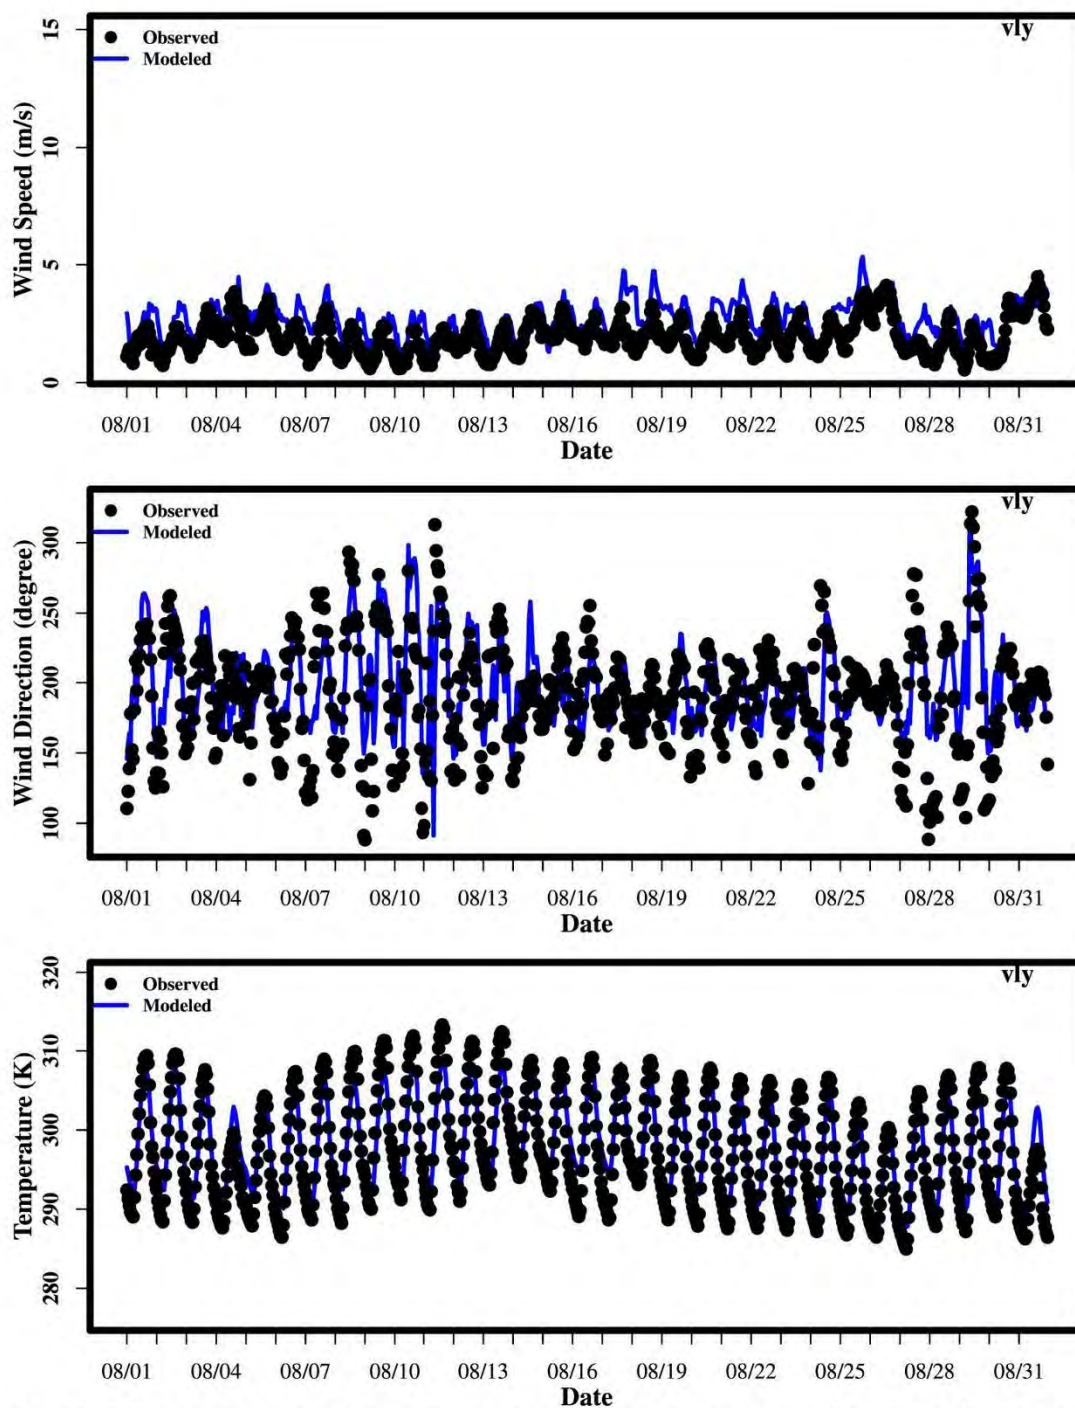 vly
Observed
Modeled
Wind Speed (m/s)
15
10
5
0
08/01 08/04 08/07 08/10 08/13 08/16 08/19 08/22 08/25 08/28 08/31
Date
vly
Observed
Modeled
Wind Direction (degree)
300
250
200
150
100
08/01 08/04 08/07 08/10 08/13 08/16 08/19 08/22 08/25 08/28 08/31
Date
vly
Observed
Modeled
Temperature (K)
320
310
300
290
280
08/01 08/04 08/07 08/10 08/13 08/16 08/19 08/22 08/25 08/28 08/31
Date